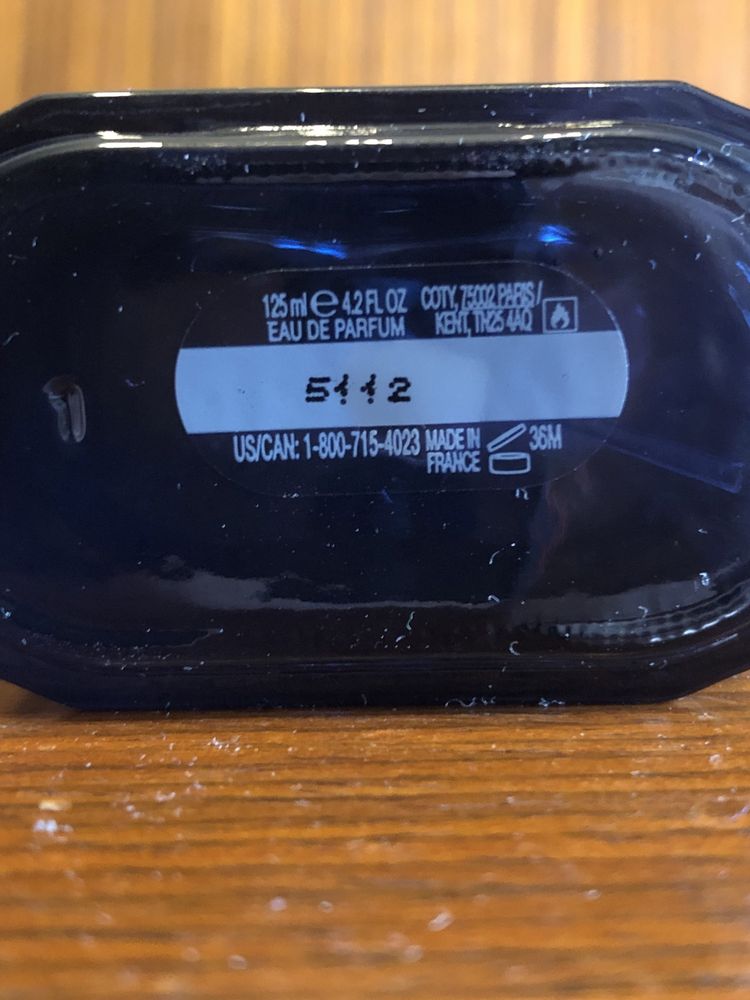 125 ml e 4.2 FL OZ
EAU DE PARFUM
COTY, 75002 PARIS /
KENT, TN25 4AQ
5112
US/CAN: 1-800-715-4023
MADE IN
FRANCE
36M